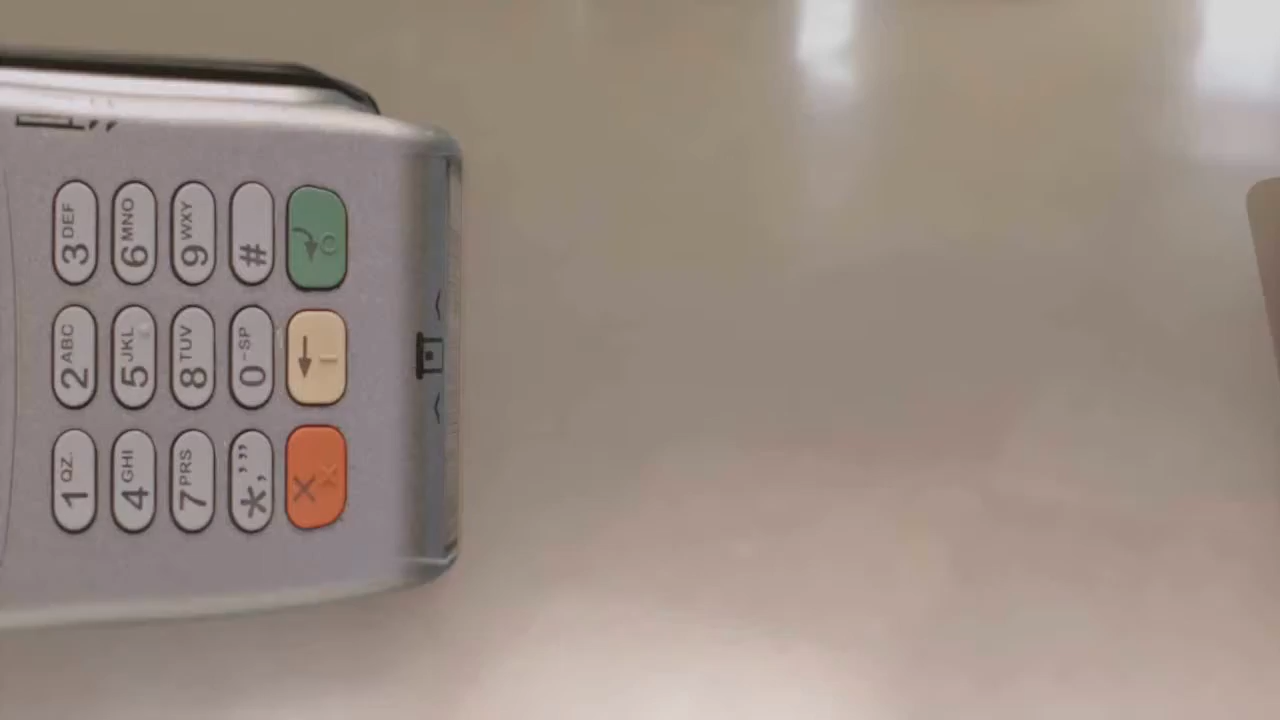 1 QZ.
2 ABC
3 DEF
4 GHI
5 JKL
6 MNO
7 PRS
8 TUV
9 WXY
*,'"
0 -SP
#
X X
← —
O